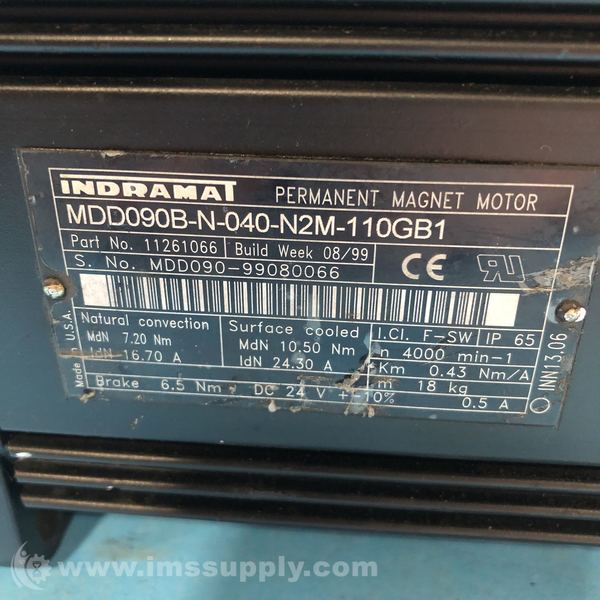 INDRAMAT PERMANENT MAGNET MOTOR
MDD090B-N-040-N2M-110GB1
Part No. 11261066 Build Week 08/99
S. No. MDD090-99080066
CE RU
Natural convection
MdN 7.20 Nm
IdN 16.70 A
Surface cooled
MdN 10.50 Nm
IdN 24.30 A
I.Cl. F-SW IP 65
n 4000 min-1
Km 0.43 Nm/A
m 18 kg
Brake 6.5 Nm DC 24 V +-10% 0.5 A
Made in U.S.A.
INN13.06
www.imssupply.com